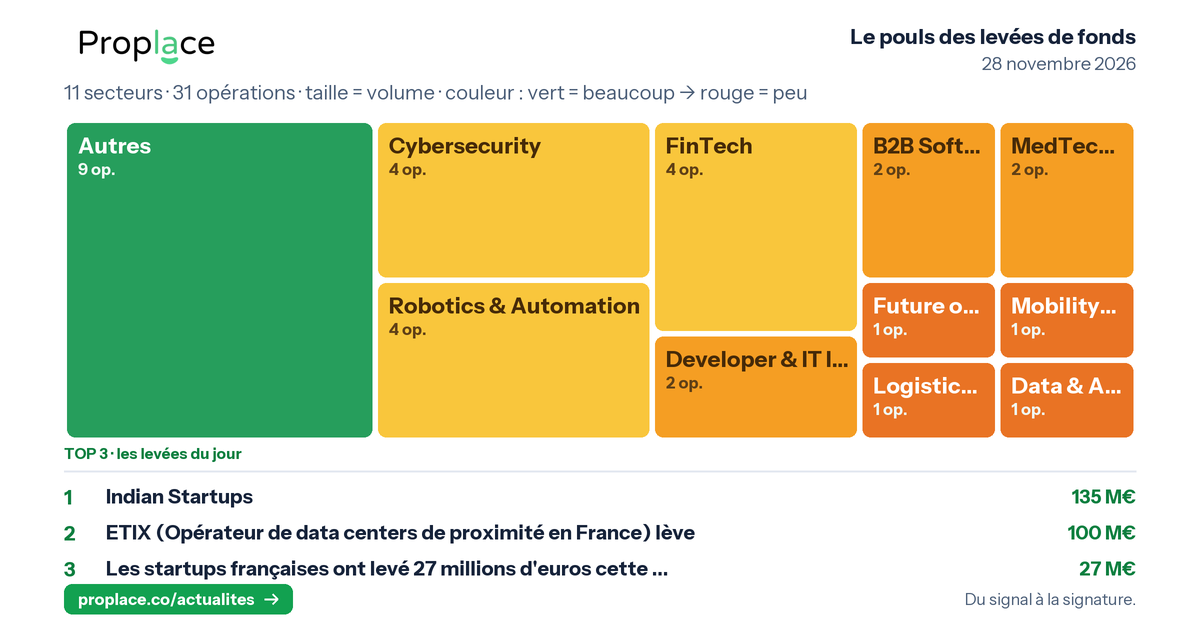 Proplace
Le pouls des levées de fonds
28 novembre 2026
11 secteurs · 31 opérations · taille = volume · couleur : vert = beaucoup → rouge = peu
Autres
9 op.
Cybersecurity
4 op.
FinTech
4 op.
B2B Soft...
2 op.
MedTec...
2 op.
Robotics & Automation
4 op.
Developer & IT I...
2 op.
Future o...
1 op.
Mobility...
1 op.
Logistic...
1 op.
Data & A...
1 op.
TOP 3 · les levées du jour
1 Indian Startups 135 M€
2 ETIX (Opérateur de data centers de proximité en France) lève 100 M€
3 Les startups françaises ont levé 27 millions d'euros cette ... 27 M€
proplace.co/actualites →
Du signal à la signature.